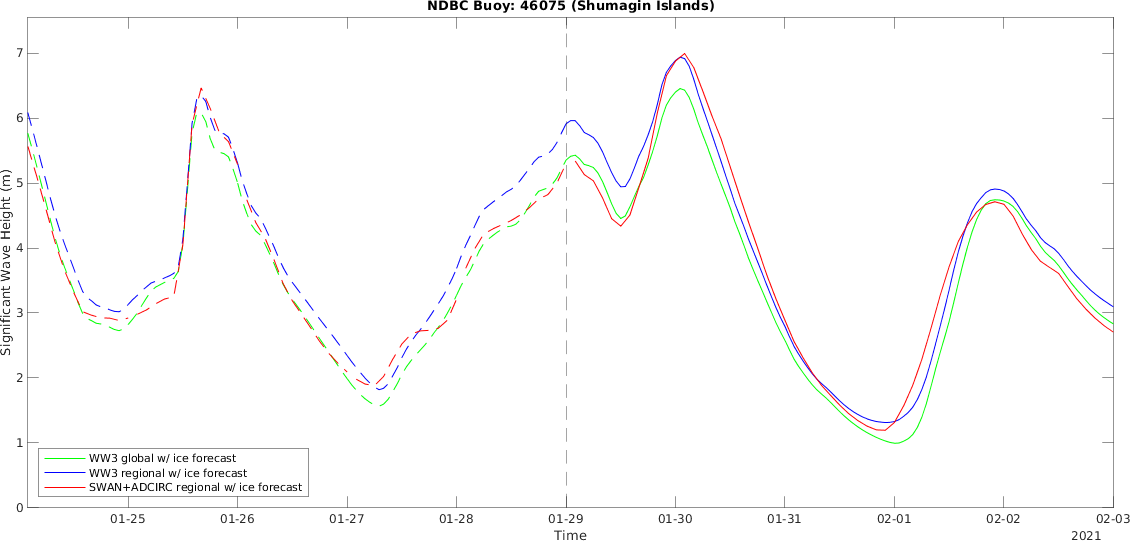 NDBC Buoy: 46075 (Shumagin Islands)
7
6
5
4
3
2
1
0
Significant Wave Height (m)
WW3 global w/ ice forecast
WW3 regional w/ ice forecast
SWAN+ADCIRC regional w/ ice forecast
01-25 01-26 01-27 01-28 01-29 01-30 01-31 02-01 02-02 02-03
Time
2021